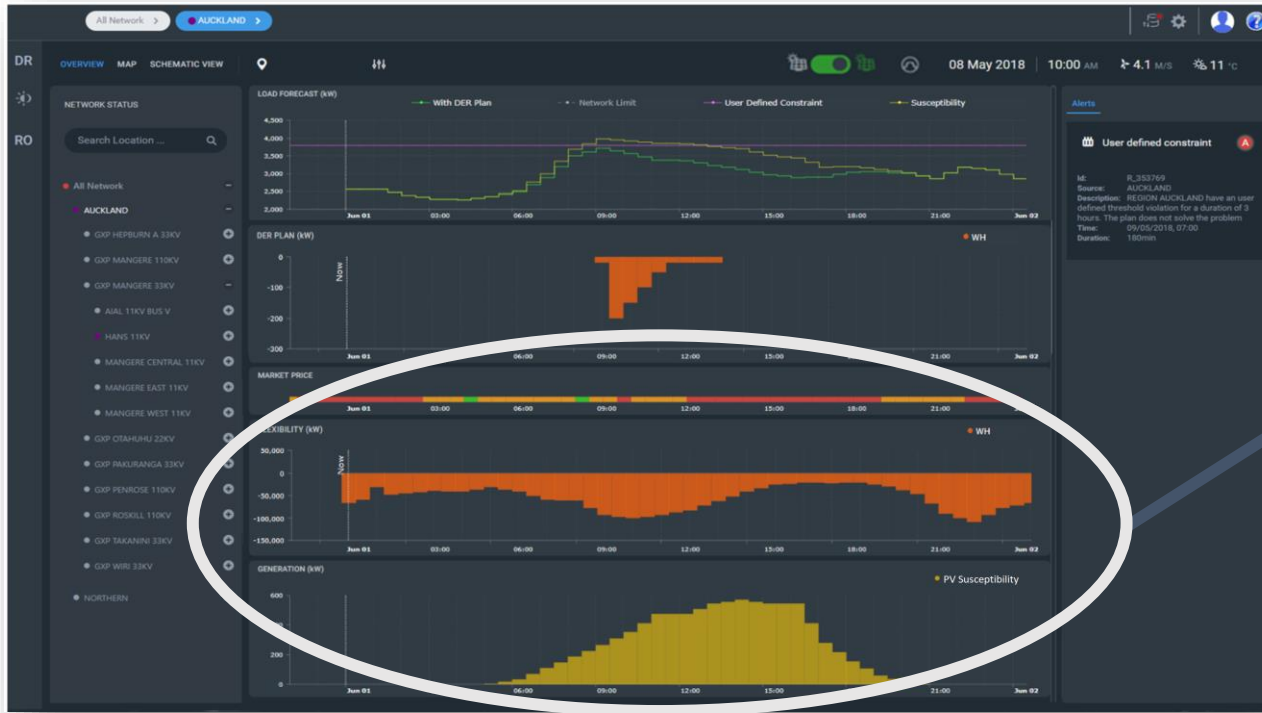 All Network >
AUCKLAND >
DR
OVERVIEW MAP SCHEMATIC VIEW
08 May 2018 10:00 AM 4.1 M/S 11 °C
RO
NETWORK STATUS
Search Location ...
All Network
AUCKLAND
GXP HEPBURN A 33KV
GXP MANGERE 110KV
GXP MANGERE 33KV
AIAL 11KV BUS V
HANS 11KV
MANGERE CENTRAL 11KV
MANGERE EAST 11KV
MANGERE WEST 11KV
GXP OTAHUHU 22KV
GXP PAKURANGA 33KV
GXP PENROSE 110KV
GXP ROSKILL 110KV
GXP TAKANINI 33KV
GXP WIRI 33KV
NORTHERN
LOAD FORECAST (kW)
With DER Plan Network Limit User Defined Constraint Susceptibility
4,500
4,000
3,500
3,000
2,500
2,000
Jun 01 03:00 06:00 09:00 12:00 15:00 18:00 21:00 Jun 02
DER PLAN (kW)
WH
Now
0
-100
-200
-300
Jun 01 06:00 09:00 12:00 15:00 21:00 Jun 02
MARKET PRICE
Jun 01 03:00 06:00 09:00 12:00 15:00 18:00 21:00
LEXIBILITY (kW)
WH
Now
50,000
0
-50,000
-100,000
-150,000
Jun 01 03:00 06:00 09:00 12:00 15:00 18:00 21:00 Jun 02
GENERATION (kW)
PV Susceptibility
600
200
0
Jun 01 06:00 09:00 12:00 15:00 21:00 Jun 02
Alerts
User defined constraint A
Id: R_353769
Source: AUCKLAND
Description: REGION AUCKLAND have an user
defined threshold violation for a duration of 3
hours. The plan does not solve the problem
Time: 09/05/2018, 07:00
Duration: 180min